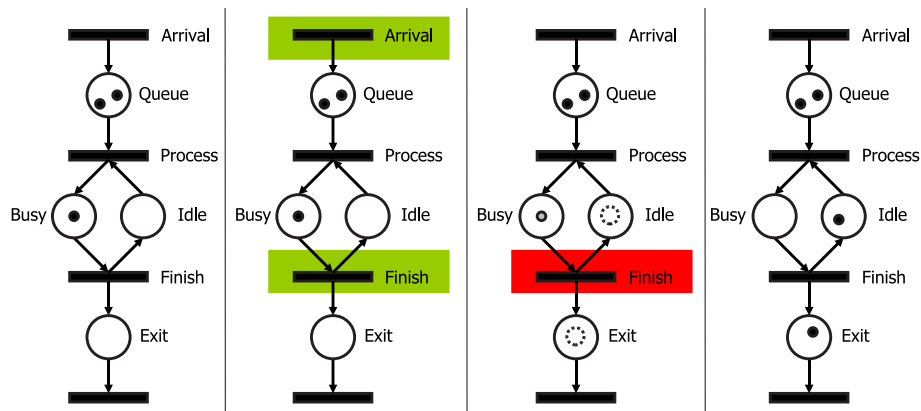 Arrival
Queue
Process
Busy
Idle
Finish
Exit
Arrival
Queue
Process
Busy
Idle
Finish
Exit
Arrival
Queue
Process
Busy
Idle
Finish
Exit
Arrival
Queue
Process
Busy
Idle
Finish
Exit